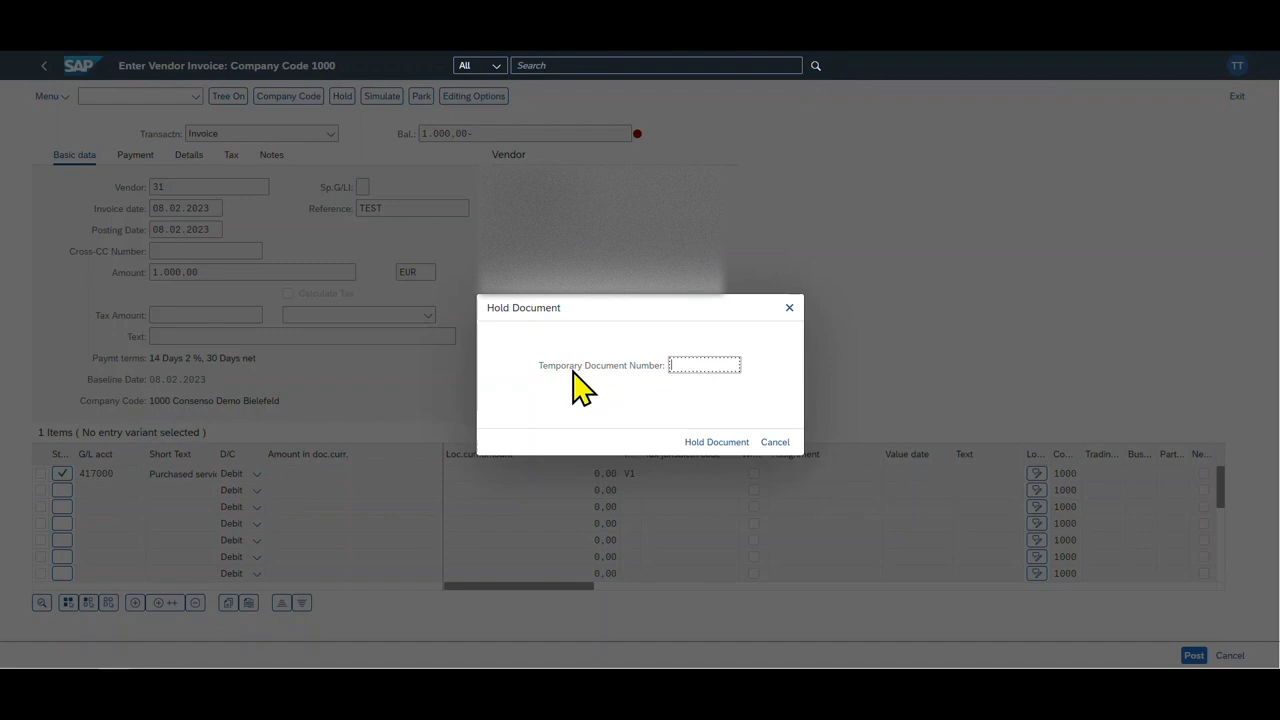 SAP Enter Vendor Invoice: Company Code 1000 All Search TT
Menu Tree On Company Code Hold Simulate Park Editing Options Exit
Transactn: Invoice Bal.: 1.000,00-
Basic data Payment Details Tax Notes Vendor
Vendor: 31 Sp.G/LI:
Invoice date: 08.02.2023 Reference: TEST
Posting Date: 08.02.2023
Cross-CC Number:
Amount: 1.000,00 EUR
Calculate Tax
Tax Amount:
Text:
Paymt terms: 14 Days 2 %, 30 Days net
Baseline Date: 08.02.2023
Company Code: 1000 Consenso Demo Bielefeld
Hold Document
Temporary Document Number:
Hold Document Cancel
1 Items ( No entry variant selected )
St... G/L acct Short Text D/C Amount in doc.curr. Loc.curr.amount Assignment Value date Text Lo... Co... Tradin... Bus... Part... Ne...
417000 Purchased servic Debit 0,00 V1 1000
Debit 0,00 1000
Debit 0,00 1000
Debit 0,00 1000
Debit 0,00 1000
Debit 0,00 1000
Debit 0,00 1000
Post Cancel